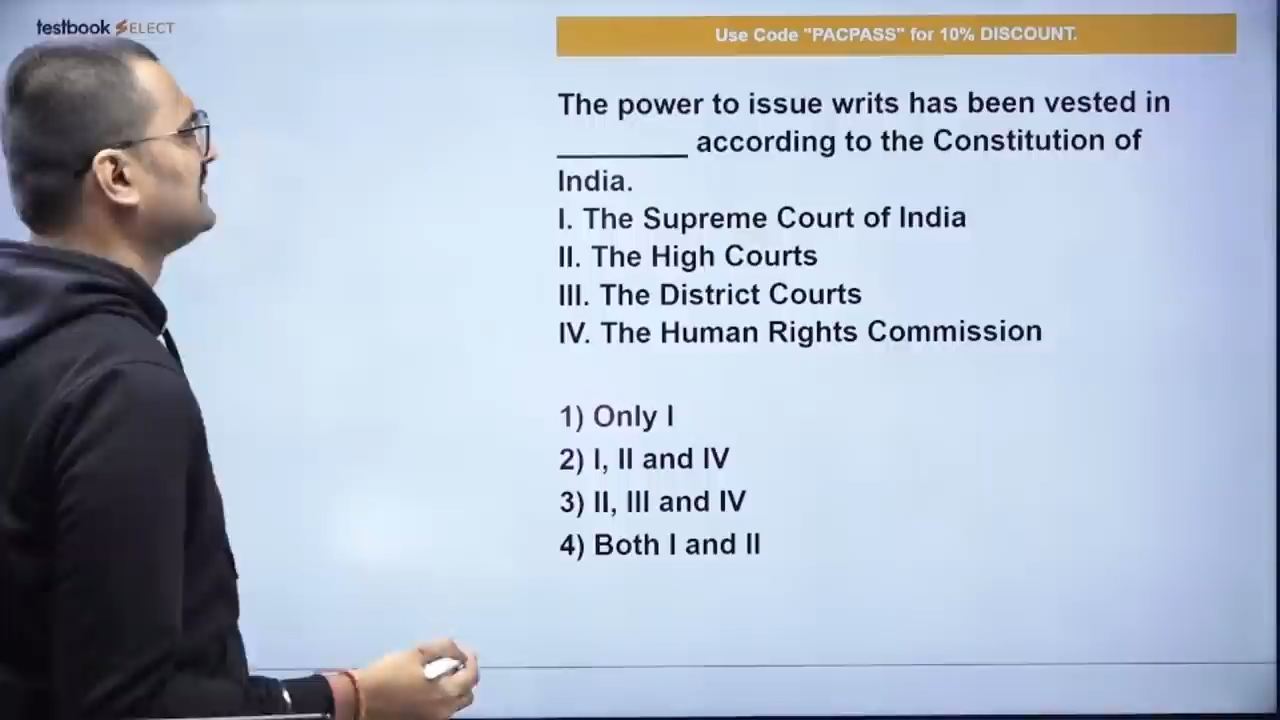 testbook SELECT
Use Code "PACPASS" for 10% DISCOUNT.
The power to issue writs has been vested in
________ according to the Constitution of
India.
I. The Supreme Court of India
II. The High Courts
III. The District Courts
IV. The Human Rights Commission
1) Only I
2) I, II and IV
3) II, III and IV
4) Both I and II